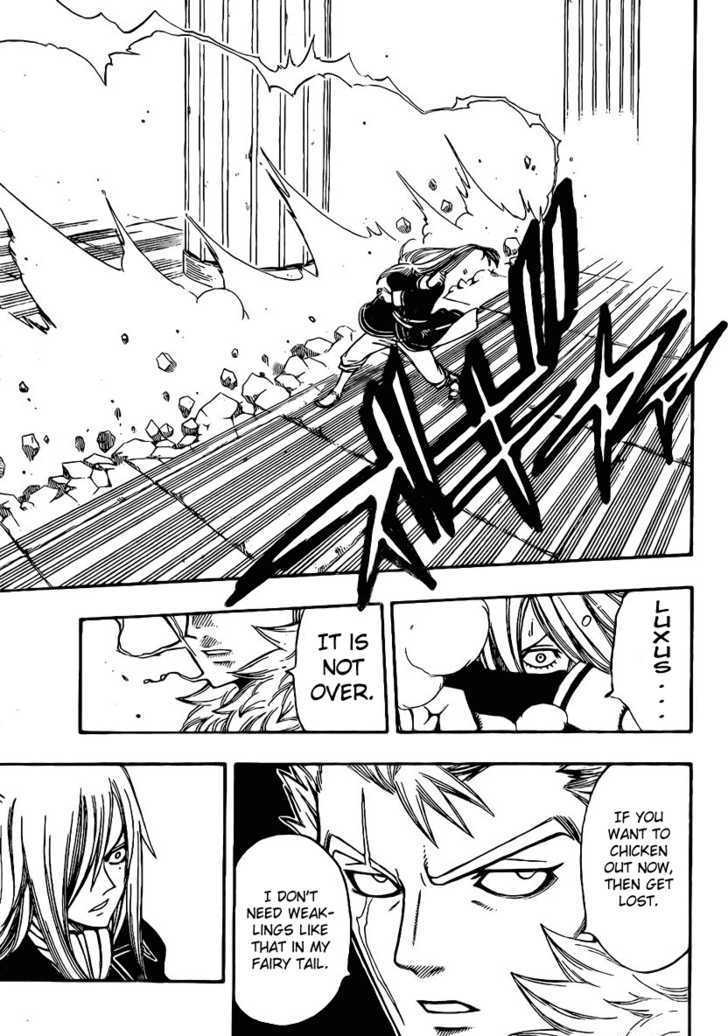 LUXUS...
IT IS
NOT
OVER.
IF YOU
WANT TO
CHICKEN
OUT NOW,
THEN GET
LOST.
I DON'T
NEED WEAK-
LINGS LIKE
THAT IN MY
FAIRY TAIL.